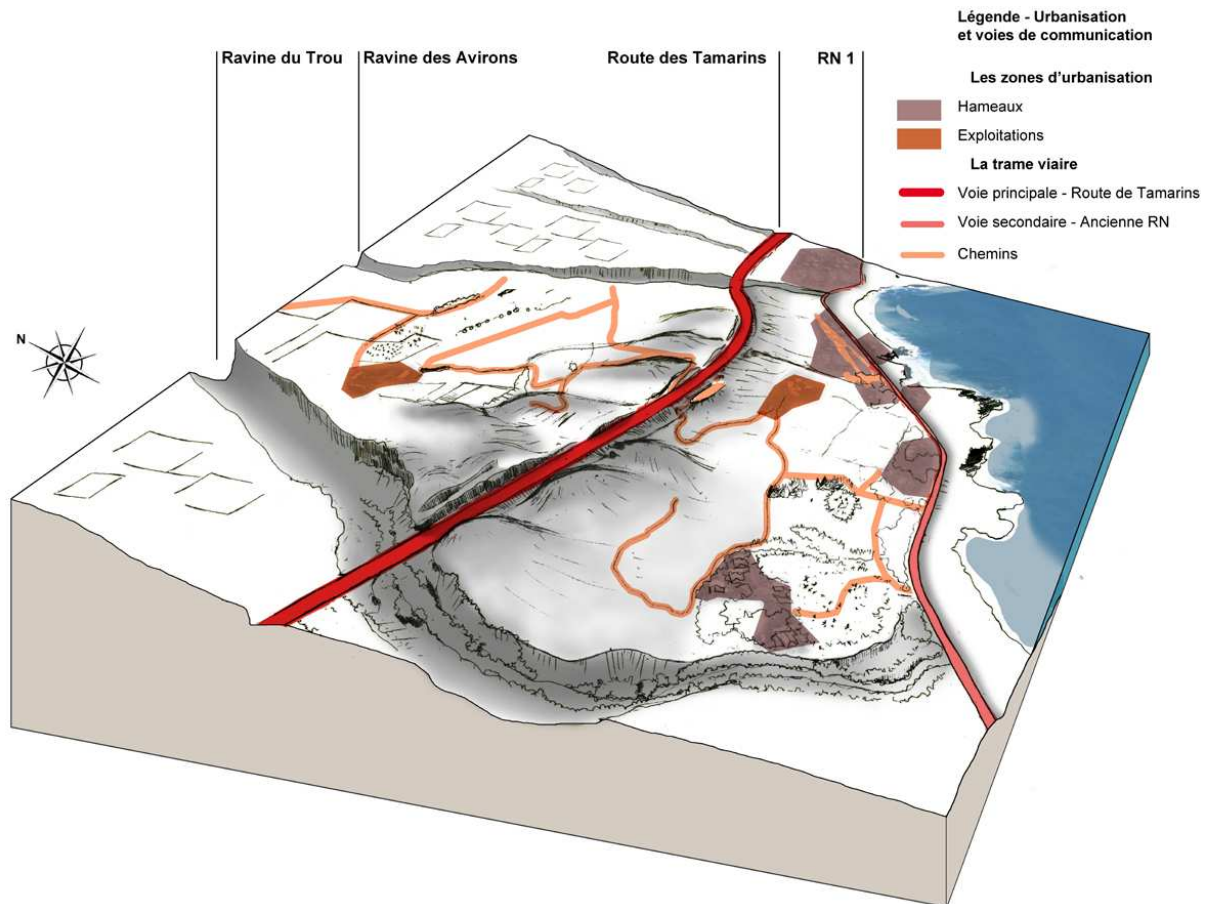 Légende - Urbanisation
et voies de communication
Ravine du Trou
Ravine des Avirons
Route des Tamarins
RN 1
Les zones d'urbanisation
Hameaux
Exploitations
La trame viaire
Voie principale - Route de Tamarins
Voie secondaire - Ancienne RN
Chemins
N